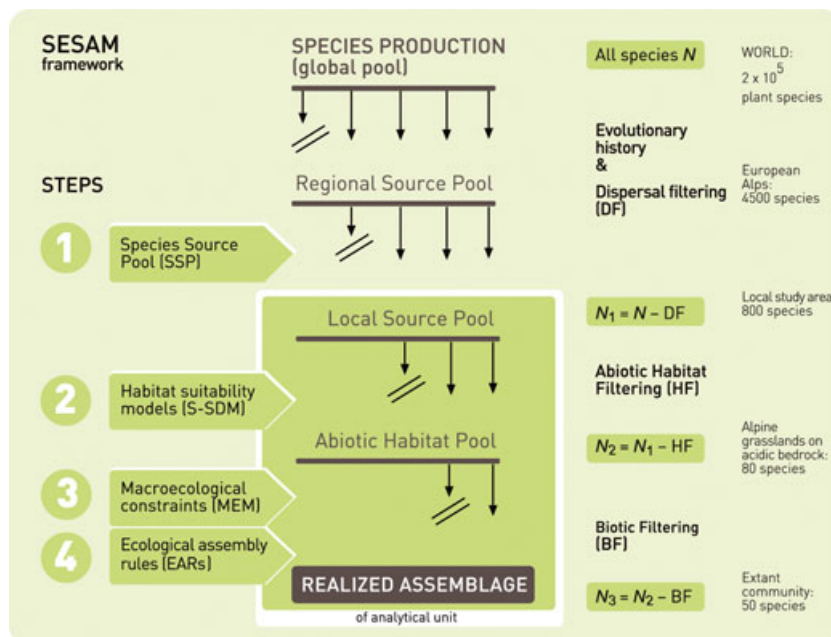 SESAM
framework
SPECIES PRODUCTION
(global pool)
All species N
WORLD:
2 x 10⁵
plant species
Evolutionary
history
&
Dispersal filtering
(DF)
European
Alps:
4500 species
STEPS
Regional Source Pool
1
Species Source
Pool (SSP)
Local Source Pool
N₁ = N – DF
Local study area
800 species
2
Habitat suitability
models (S-SDM)
Abiotic Habitat
Filtering (HF)
Abiotic Habitat Pool
N₂ = N₁ – HF
Alpine
grasslands on
acidic bedrock:
80 species
3
Macroecological
constraints (MEM)
4
Ecological assembly
rules (EARs)
Biotic Filtering
(BF)
REALIZED ASSEMBLAGE
of analytical unit
N₃ = N₂ – BF
Extant
community:
50 species